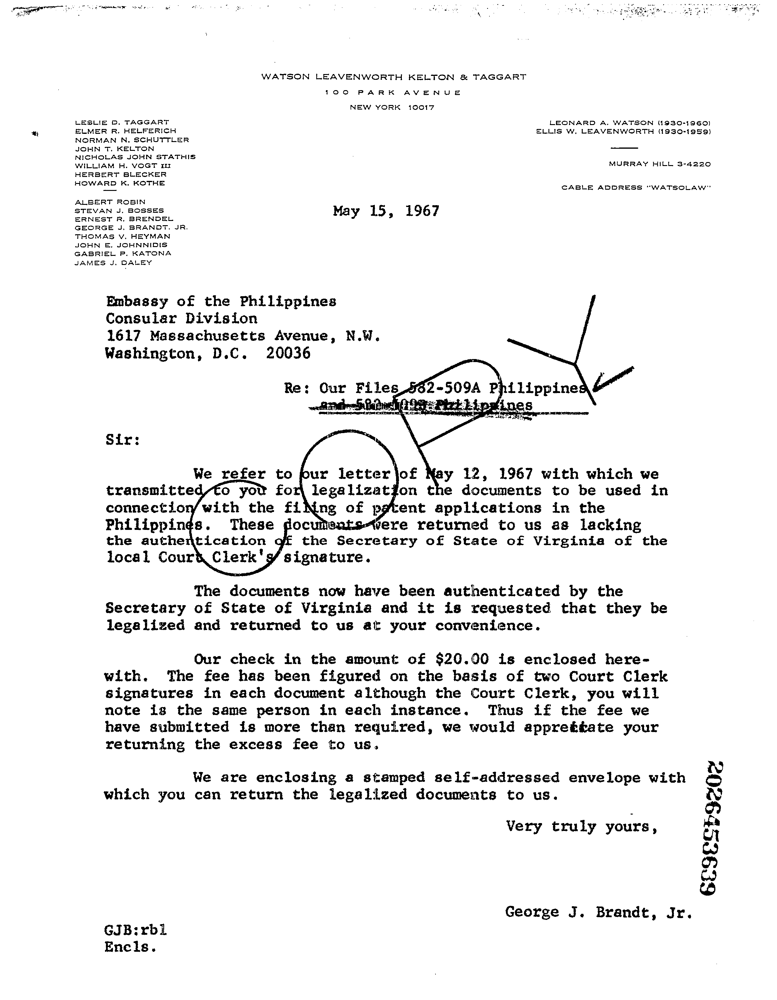 WATSON LEAVENWORTH KELTON & TAGGART
100 PARK AVENUE
NEW YORK 10017
LESLIE D. TAGGART
ELMER R. HELFERICH
NORMAN N. SCHUTTLER
JOHN T. KELTON
NICHOLAS JOHN STATHIS
WILLIAM H. VOGT III
HERBERT BLECKER
HOWARD K. KOTHE
ALBERT ROBIN
STEVAN J. BOSSES
ERNEST R. BRENDEL
GEORGE J. BRANDT, JR.
THOMAS V. HEYMAN
JOHN E. JOHNNIDIS
GABRIEL P. KATONA
JAMES J. DALEY
LEONARD A. WATSON (1930-1960)
ELLIS W. LEAVENWORTH (1930-1959)
MURRAY HILL 3-4220
CABLE ADDRESS "WATSOLAW"
May 15, 1967
Embassy of the Philippines
Consular Division
1617 Massachusetts Avenue, N.W.
Washington, D.C. 20036
Re: Our Files 582-509A Philippines
and Philippines
Sir:
We refer to our letter of May 12, 1967 with which we
transmitted to you for legalization the documents to be used in
connection with the filing of patent applications in the
Philippines. These documents were returned to us as lacking
the authentication of the Secretary of State of Virginia of the
local Court Clerk's signature.
The documents now have been authenticated by the
Secretary of State of Virginia and it is requested that they be
legalized and returned to us at your convenience.
Our check in the amount of $20.00 is enclosed here-
with. The fee has been figured on the basis of two Court Clerk
signatures in each document although the Court Clerk, you will
note is the same person in each instance. Thus if the fee we
have submitted is more than required, we would appreciate your
returning the excess fee to us.
We are enclosing a stamped self-addressed envelope with
which you can return the legalized documents to us.
Very truly yours,
George J. Brandt, Jr.
GJB:rbl
Encls.
2026453639